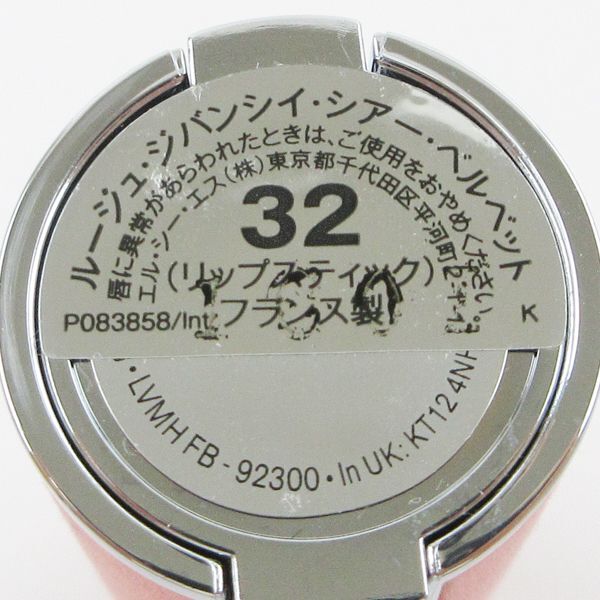 ルージュ・ジバンシイ・シアー・ベルベット
唇に異常があらわれたときは、ご使用をおやめください。
エル・シー・エス(株)東京都千代田区平河町2-1-1
32
(リップスティック)
P083858/Int. フランス製 K
LVMH FB - 92300 · In UK: KT12 4N